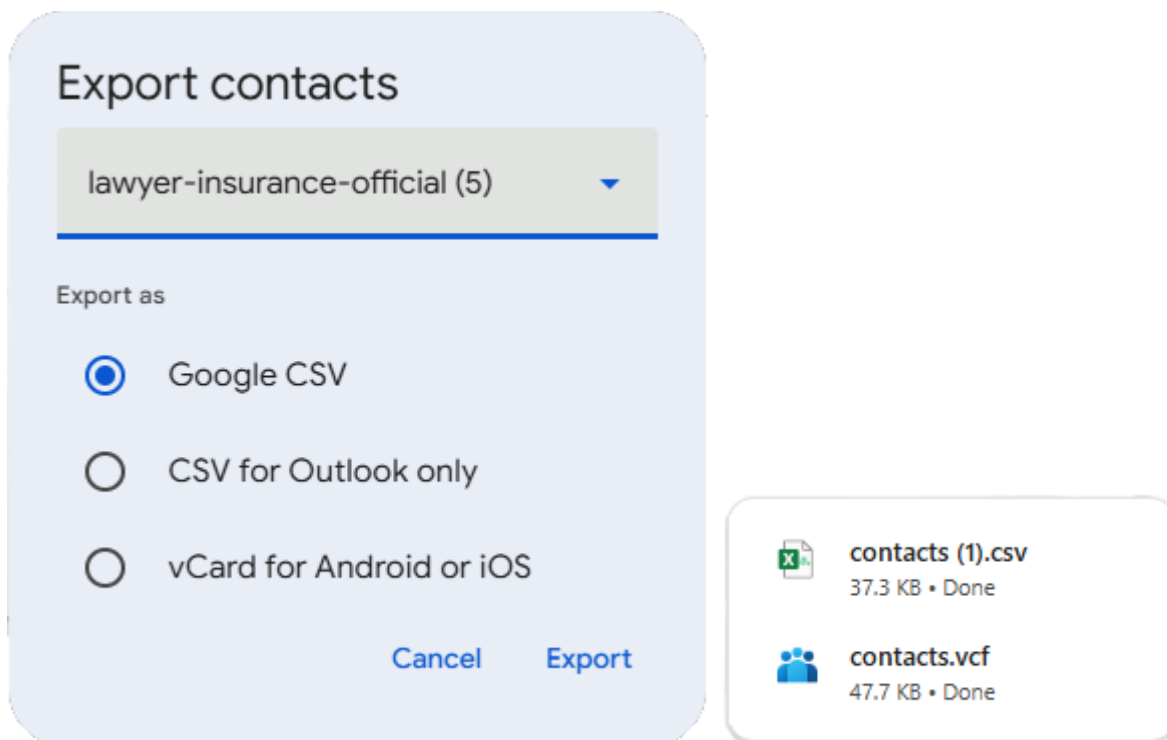 Export contacts
lawyer-insurance-official (5)
Export as
Google CSV
CSV for Outlook only
vCard for Android or iOS
Cancel Export
contacts (1).csv
37.3 KB • Done
contacts.vcf
47.7 KB • Done